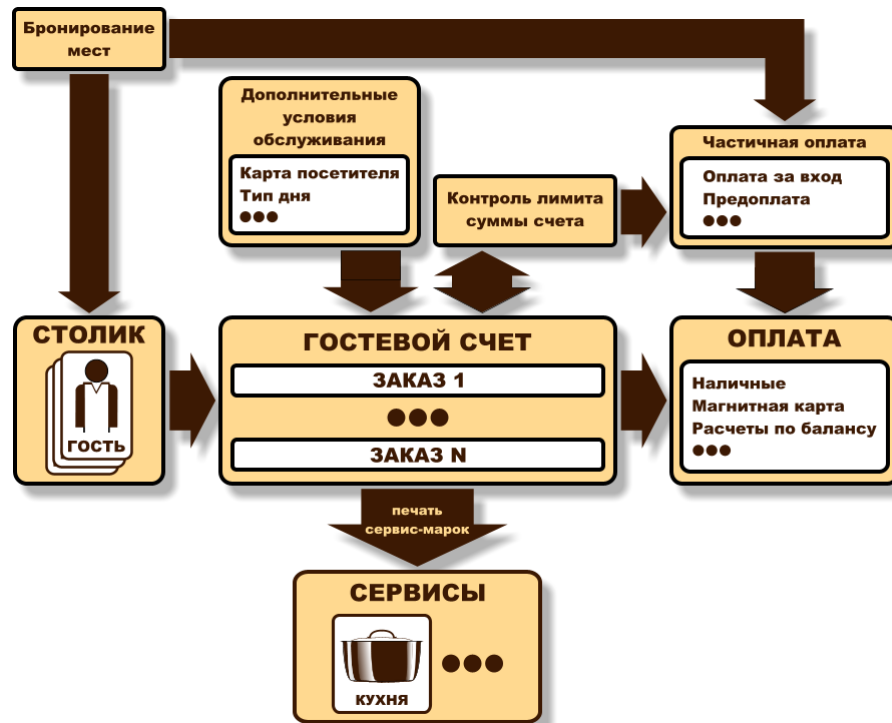 Бронирование
мест
Дополнительные
условия
обслуживания
Карта посетителя
Тип дня
●●●
Контроль лимита
суммы счета
Частичная оплата
Оплата за вход
Предоплата
●●●
СТОЛИК
ГОСТЬ
ГОСТЕВОЙ СЧЕТ
ЗАКАЗ 1
●●●
ЗАКАЗ N
ОПЛАТА
Наличные
Магнитная карта
Расчеты по балансу
●●●
печать
сервис-марок
СЕРВИСЫ
КУХНЯ
●●●